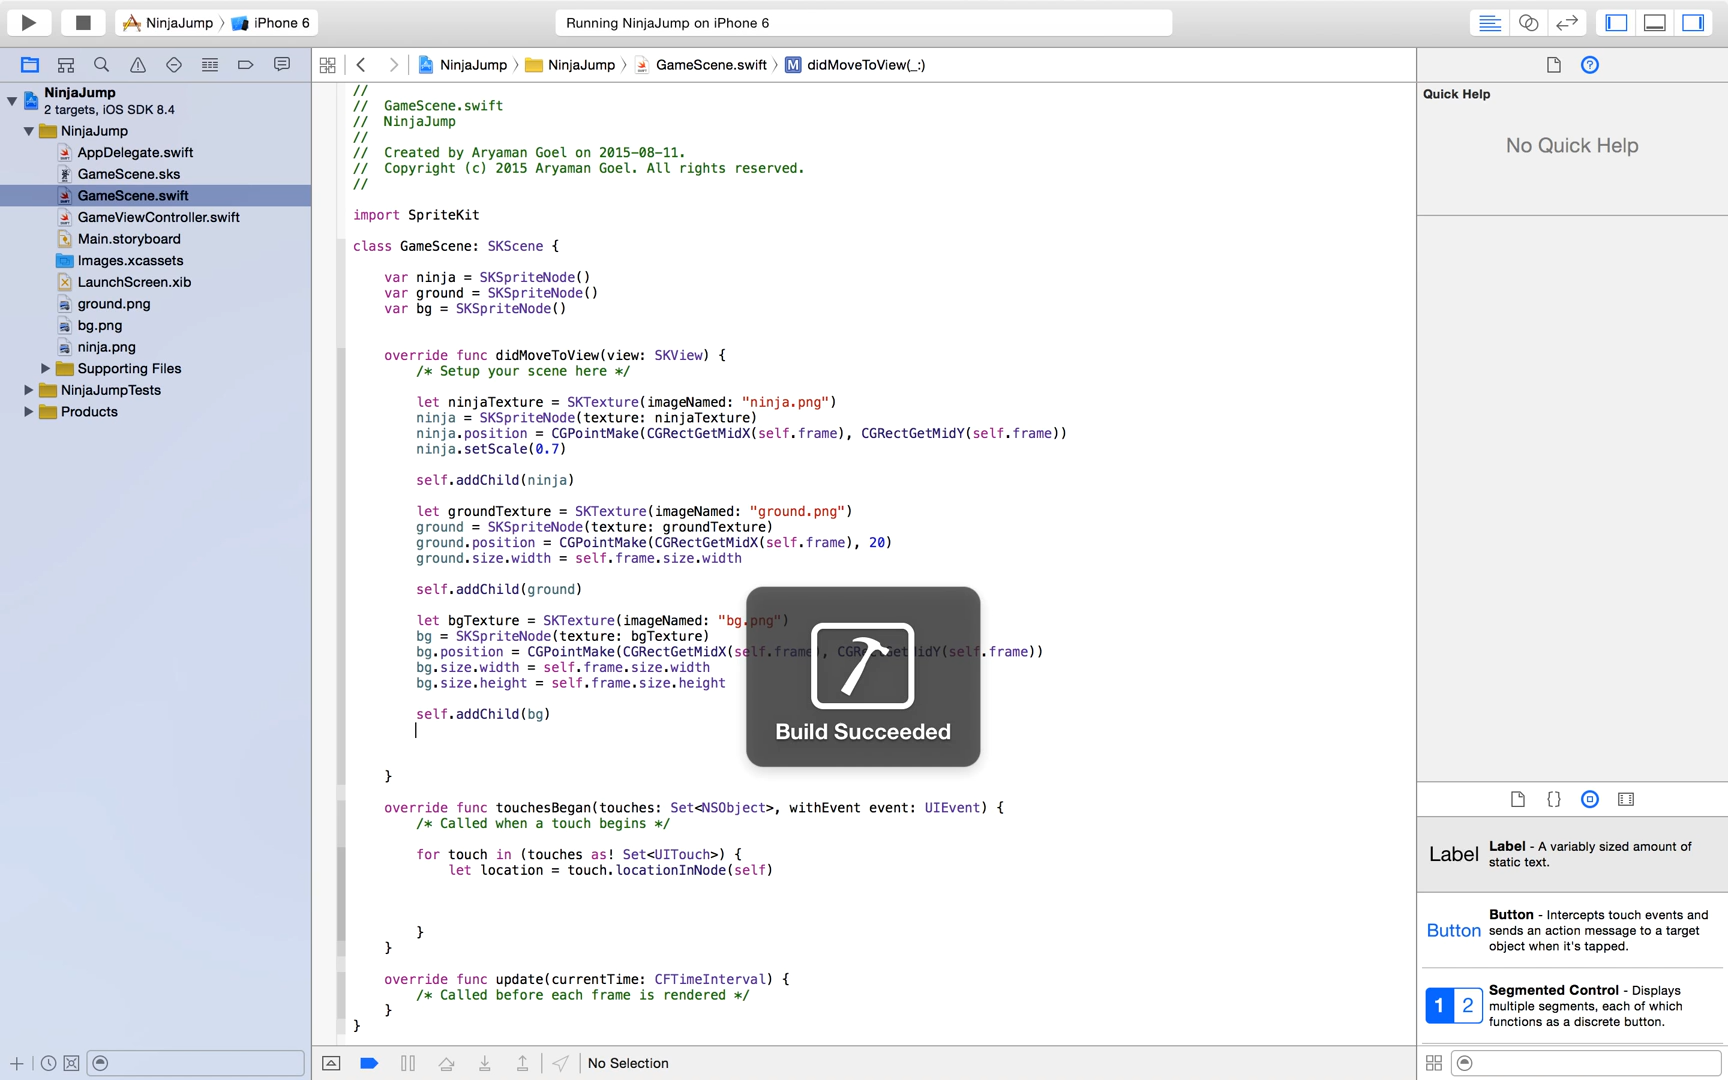 NinjaJump
iPhone 6
Running NinjaJump on iPhone 6
NinjaJump
NinjaJump
GameScene.swift
M
didMoveToView(_:)
NinjaJump
2 targets, iOS SDK 8.4
NinjaJump
AppDelegate.swift
GameScene.sks
GameScene.swift
GameViewController.swift
Main.storyboard
Images.xcassets
LaunchScreen.xib
ground.png
bg.png
ninja.png
Supporting Files
NinjaJumpTests
Products
//
//  GameScene.swift
//  NinjaJump
//
//  Created by Aryaman Goel on 2015-08-11.
//  Copyright (c) 2015 Aryaman Goel. All rights reserved.
//
import SpriteKit
class GameScene: SKScene {
var ninja = SKSpriteNode()
var ground = SKSpriteNode()
var bg = SKSpriteNode()
override func didMoveToView(view: SKView) {
/* Setup your scene here */
let ninjaTexture = SKTexture(imageNamed: "ninja.png")
ninja = SKSpriteNode(texture: ninjaTexture)
ninja.position = CGPointMake(CGRectGetMidX(self.frame), CGRectGetMidY(self.frame))
ninja.setScale(0.7)
self.addChild(ninja)
let groundTexture = SKTexture(imageNamed: "ground.png")
ground = SKSpriteNode(texture: groundTexture)
ground.position = CGPointMake(CGRectGetMidX(self.frame), 20)
ground.size.width = self.frame.size.width
self.addChild(ground)
let bgTexture = SKTexture(imageNamed: "bg.png")
bg = SKSpriteNode(texture: bgTexture)
bg.position = CGPointMake(CGRectGetMidX(self.frame), CGRectGetMidY(self.frame))
bg.size.width = self.frame.size.width
bg.size.height = self.frame.size.height
self.addChild(bg)
}
override func touchesBegan(touches: Set<NSObject>, withEvent event: UIEvent) {
/* Called when a touch begins */
for touch in (touches as! Set<UITouch>) {
let location = touch.locationInNode(self)
}
}
override func update(currentTime: CFTimeInterval) {
/* Called before each frame is rendered */
}
}
Build Succeeded
No Selection
Quick Help
No Quick Help
{}
Label
Label - A variably sized amount of
static text.
Button
Button - Intercepts touch events and
sends an action message to a target
object when it's tapped.
1 2
Segmented Control - Displays
multiple segments, each of which
functions as a discrete button.